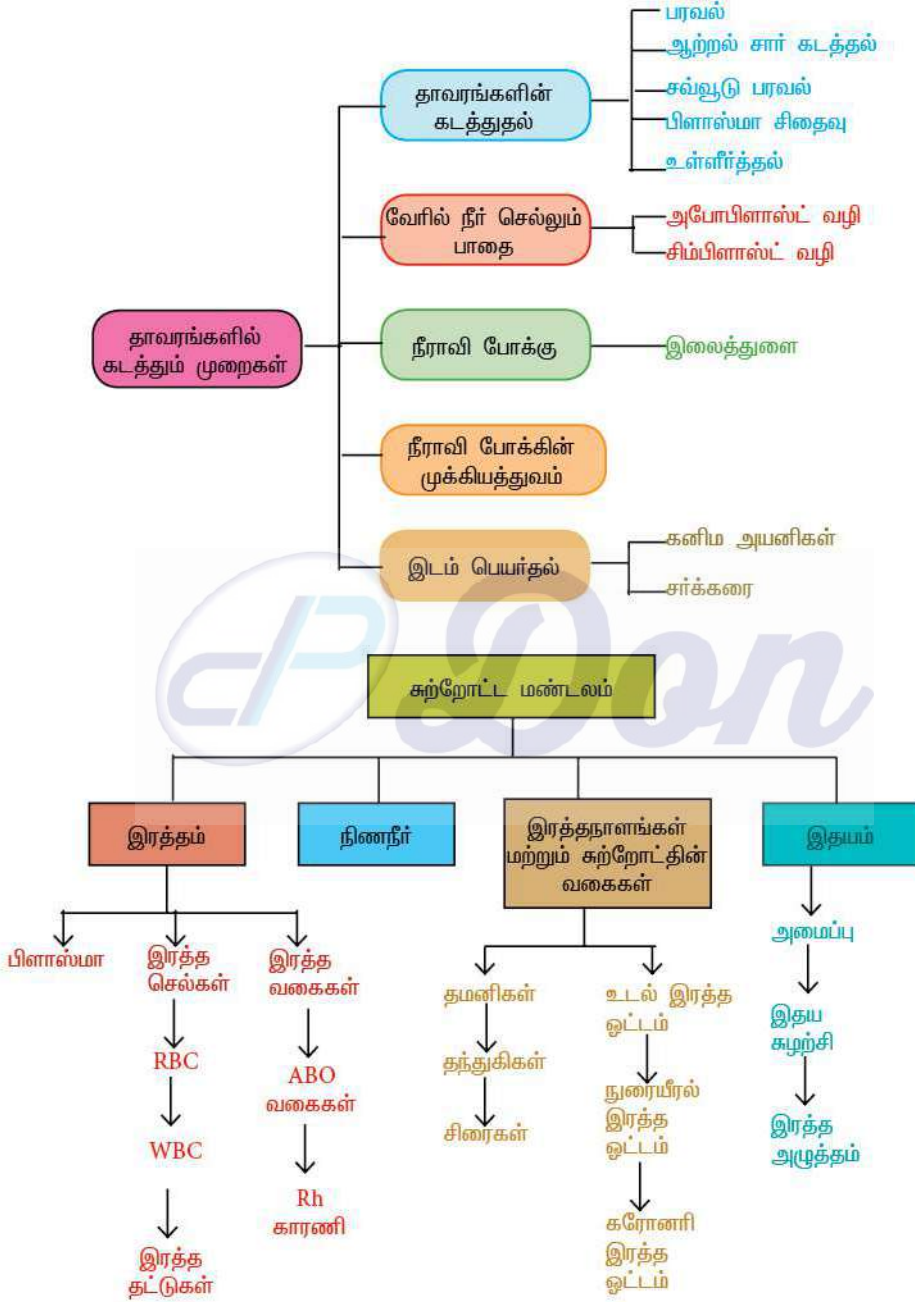 தாவரங்களில்
கடத்தும் முறைகள்
தாவரங்களின்
கடத்துதல்
பரவல்
ஆற்றல் சார் கடத்தல்
சவ்வூடு பரவல்
பிளாஸ்மா சிதைவு
உள்ளீர்த்தல்
வேரில் நீர் செல்லும்
பாதை
அபோபிளாஸ்ட் வழி
சிம்பிளாஸ்ட் வழி
நீராவி போக்கு
இலைத்துளை
நீராவி போக்கின்
முக்கியத்துவம்
இடம் பெயர்தல்
கனிம அயனிகள்
சர்க்கரை
Don
சுற்றோட்ட மண்டலம்
இரத்தம்
பிளாஸ்மா
இரத்த
செல்கள்
RBC
WBC
இரத்த
தட்டுகள்
இரத்த
வகைகள்
ABO
வகைகள்
Rh
காரணி
நிணநீர்
இரத்தநாளங்கள்
மற்றும் சுற்றோட்தின்
வகைகள்
தமனிகள்
தந்துகிகள்
சிரைகள்
உடல் இரத்த
ஓட்டம்
நுரையீரல்
இரத்த
ஓட்டம்
கரோனரி
இரத்த
ஓட்டம்
இதயம்
அமைப்பு
இதய
சுழற்சி
இரத்த
அழுத்தம்